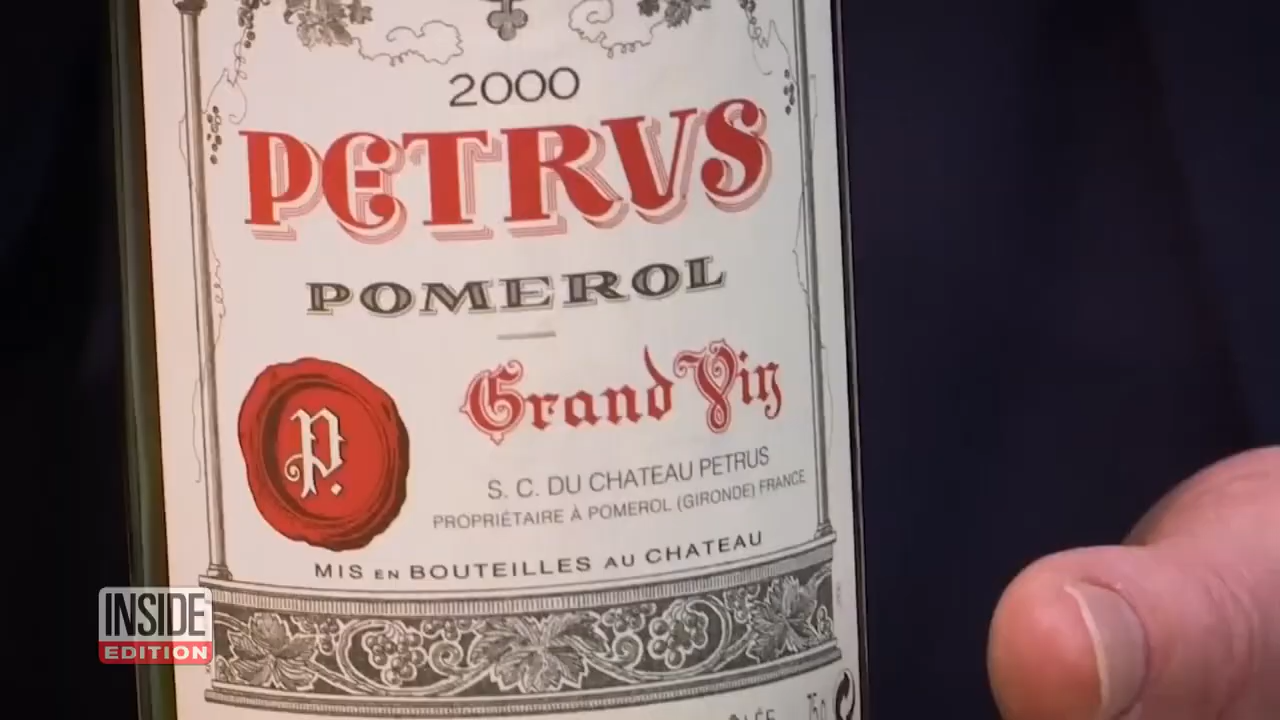 2000
PETRVS
POMEROL
Grand Vin
P.
S. C. DU CHATEAU PETRUS
PROPRIÉTAIRE À POMEROL (GIRONDE) FRANCE
MIS EN BOUTEILLES AU CHATEAU
INSIDE
EDITION